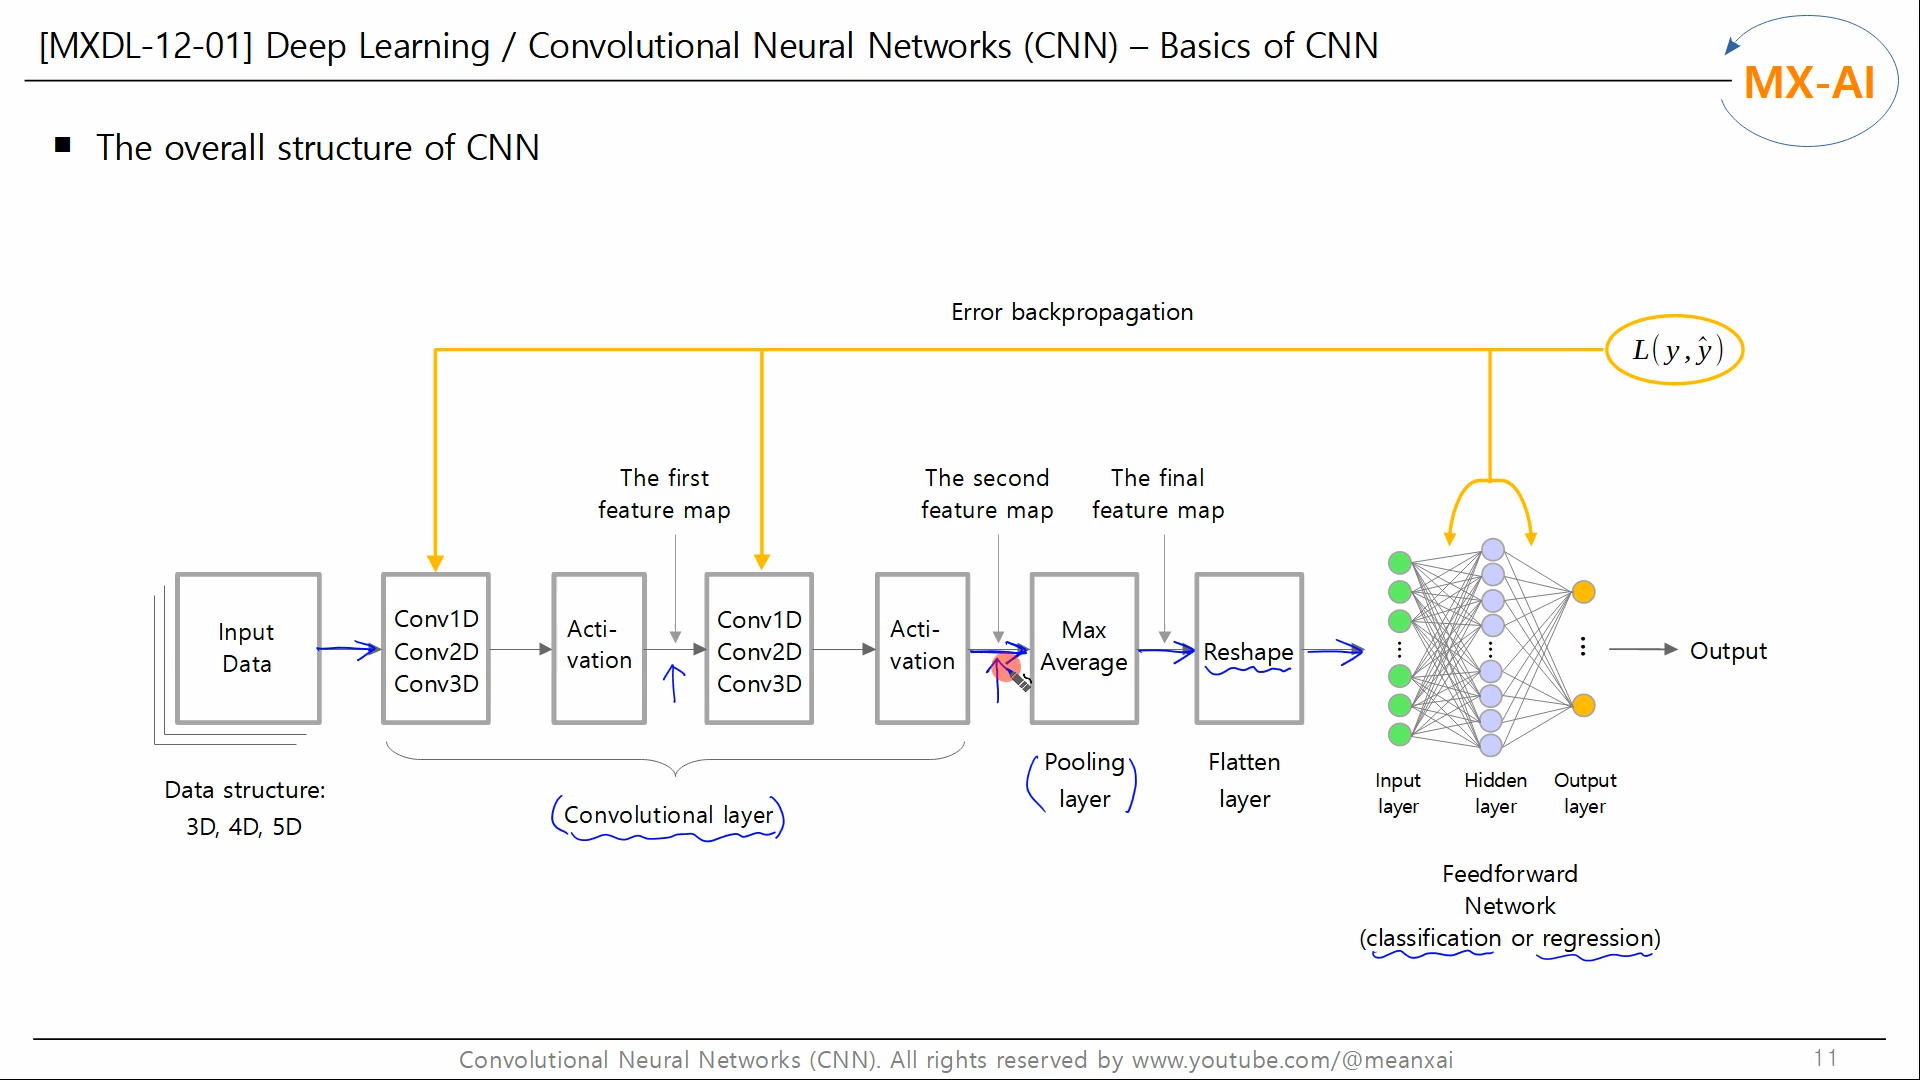 [MXDL-12-01] Deep Learning / Convolutional Neural Networks (CNN) – Basics of CNN
MX-AI
■ The overall structure of CNN
Error backpropagation
L(y, ŷ)
The first
feature map
The second
feature map
The final
feature map
Input
Data
Conv1D
Conv2D
Conv3D
Acti-
vation
Conv1D
Conv2D
Conv3D
Acti-
vation
Max
Average
Reshape
Output
Data structure:
3D, 4D, 5D
Convolutional layer
Pooling
layer
Flatten
layer
Input
layer
Hidden
layer
Output
layer
Feedforward
Network
(classification or regression)
Convolutional Neural Networks (CNN). All rights reserved by www.youtube.com/@meanxai
11